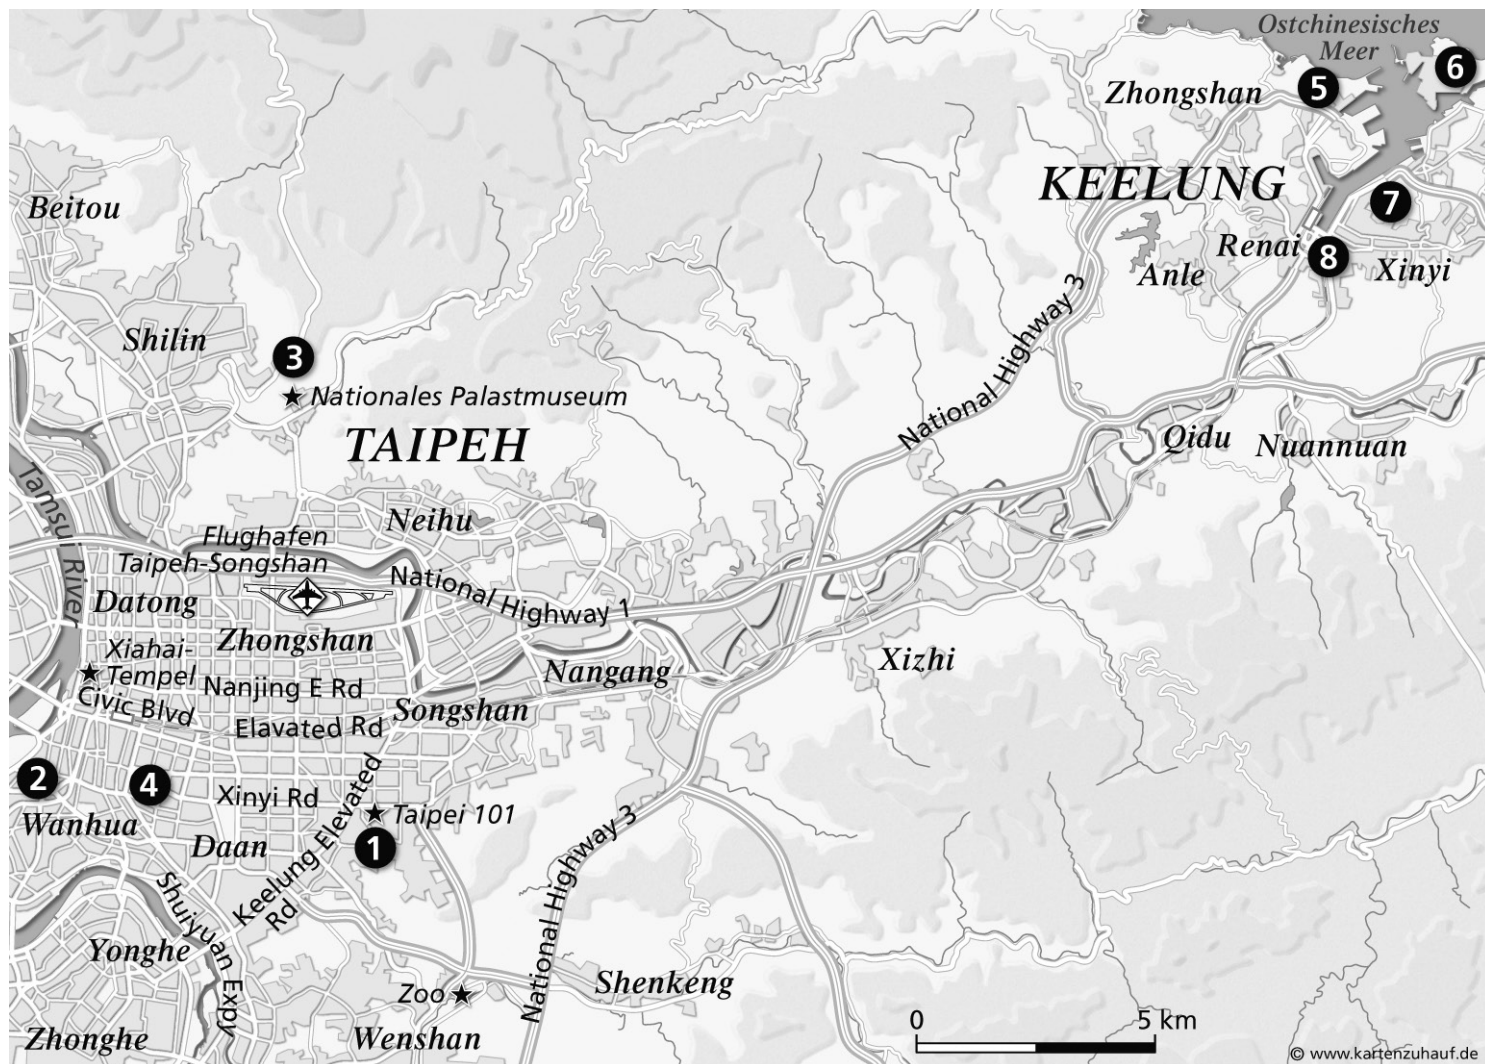 Ostchinesisches
Meer
6
5
Zhongshan
KEELUNG
7
Beitou
Renai
8
Anle
Xinyi
Shilin
3
National Highway 3
Nationales Palastmuseum
TAIPEH
Qidu
Nuannuan
Tamsui River
Neihu
Flughafen
Taipeh-Songshan
National Highway 1
Datong
Zhongshan
Xiahai-
Tempel
Nangang
Xizhi
Nanjing E Rd
Civic Blvd
Songshan
Elavated Rd
2
4
Xinyi Rd
Taipei 101
Wanhua
Daan
1
Keelung Elevated
Rd
National Highway 3
Shuiyuan Expy
Yonghe
Shenkeng
Zoo
Wenshan
Zhonghe
0
5 km
© www.kartenzuhauf.de